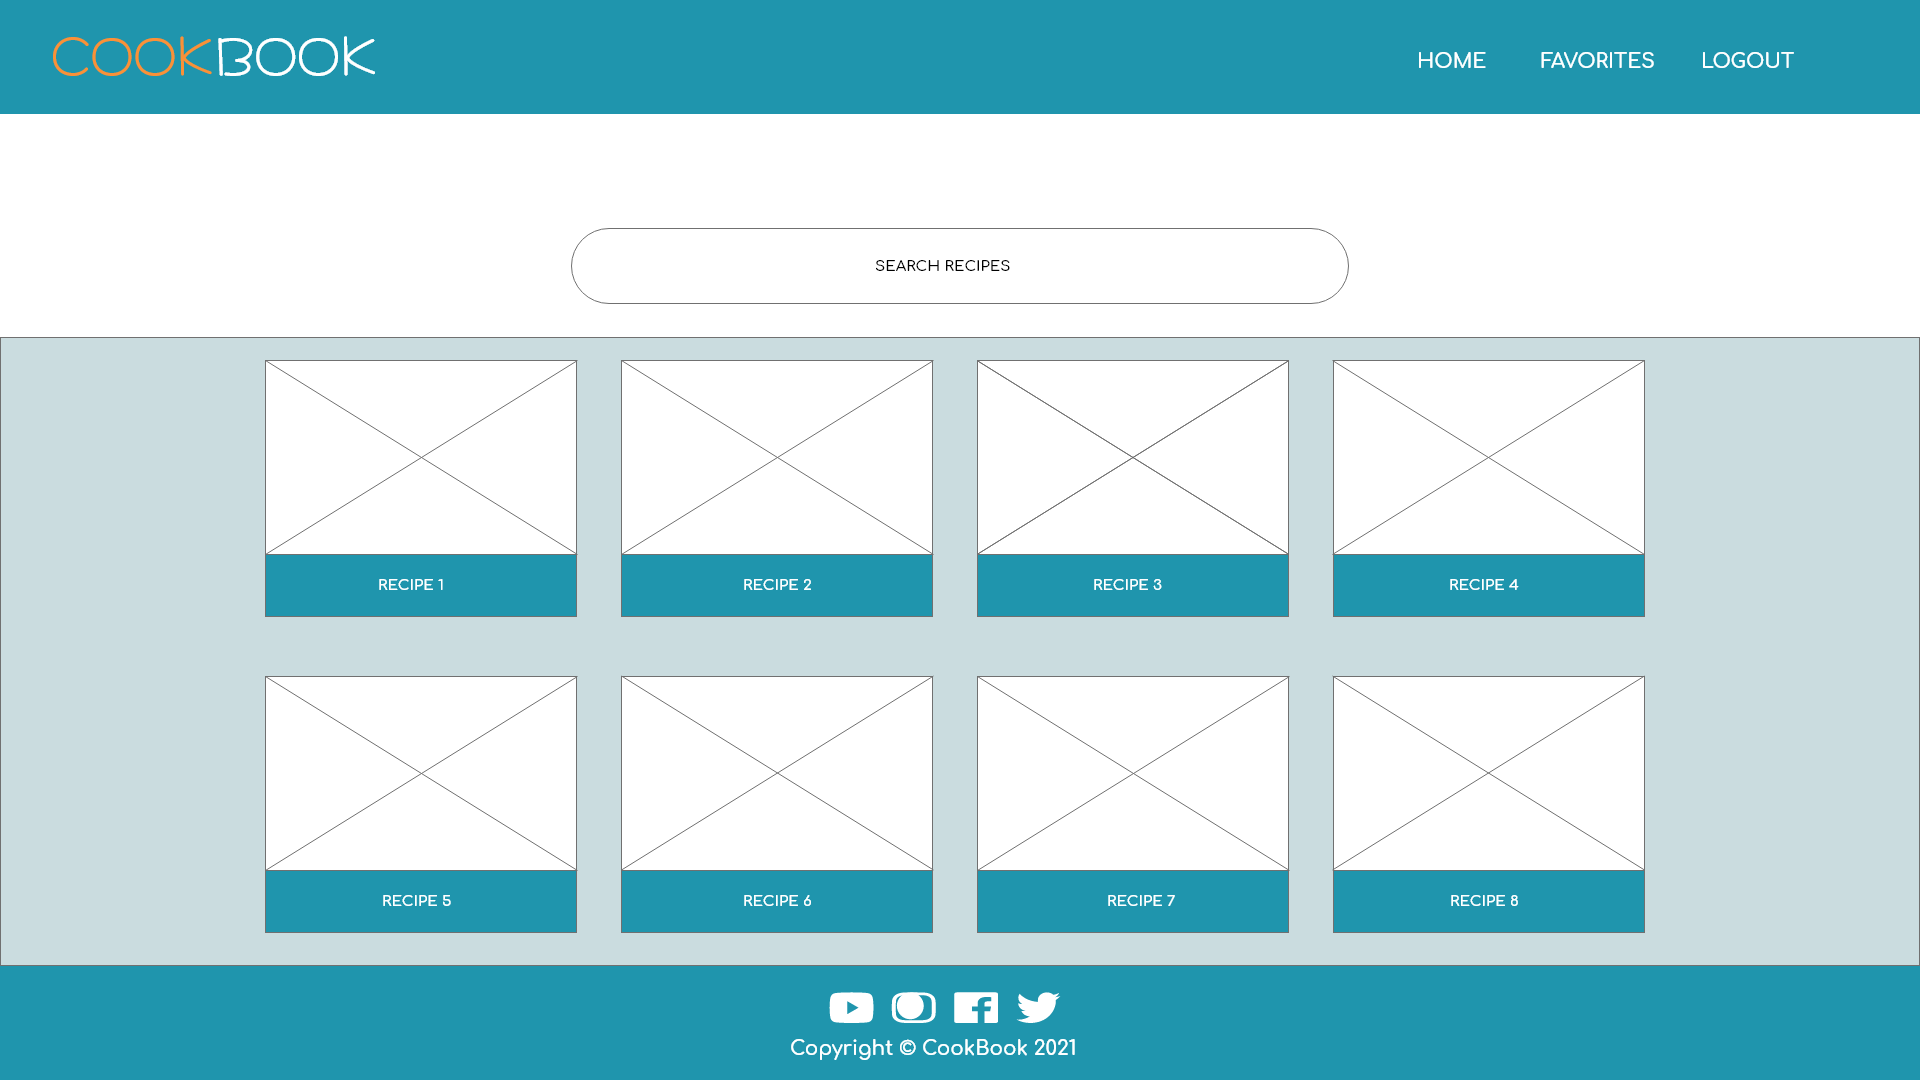 COOKBOOK
HOME FAVORITES LOGOUT
SEARCH RECIPES
RECIPE 1 RECIPE 2 RECIPE 3 RECIPE 4
RECIPE 5 RECIPE 6 RECIPE 7 RECIPE 8
Copyright © CookBook 2021